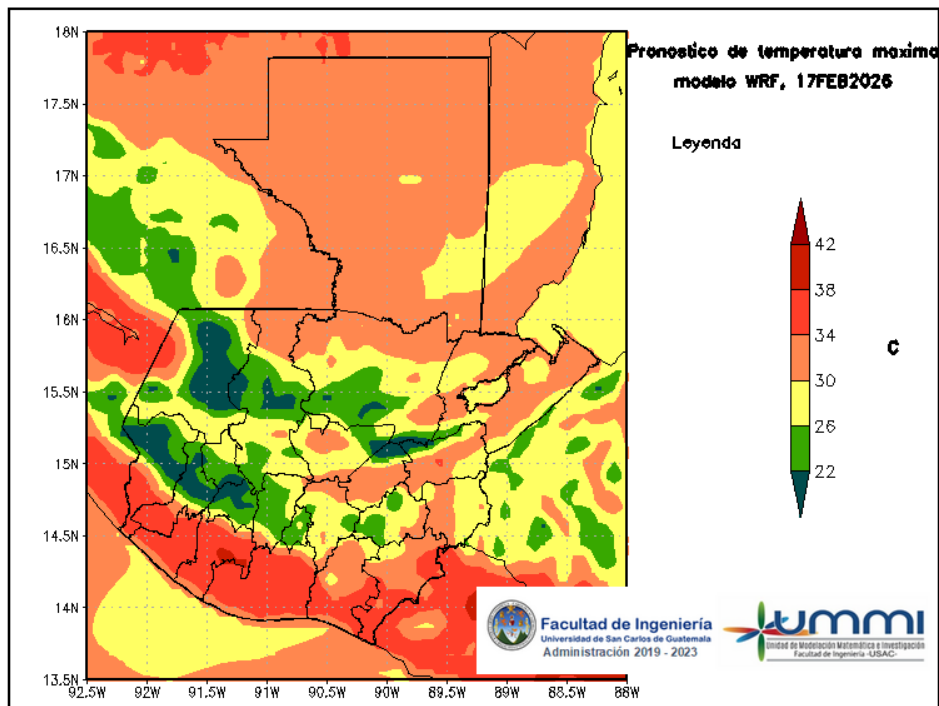 Pronostico de temperatura maxima
modelo WRF, 17FEB2026
Leyenda
18N
17.5N
17N
16.5N
16N
15.5N
15N
14.5N
14N
13.5N
92.5W
92W
91.5W
91W
90.5W
90W
89.5W
89W
88.5W
88W
42
38
34
30
26
22
C
Facultad de Ingeniería
Universidad de San Carlos de Guatemala
Administración 2019 - 2023
ummi
Unidad de Modelación Matemática e Investigación
Facultad de Ingeniería -USAC-